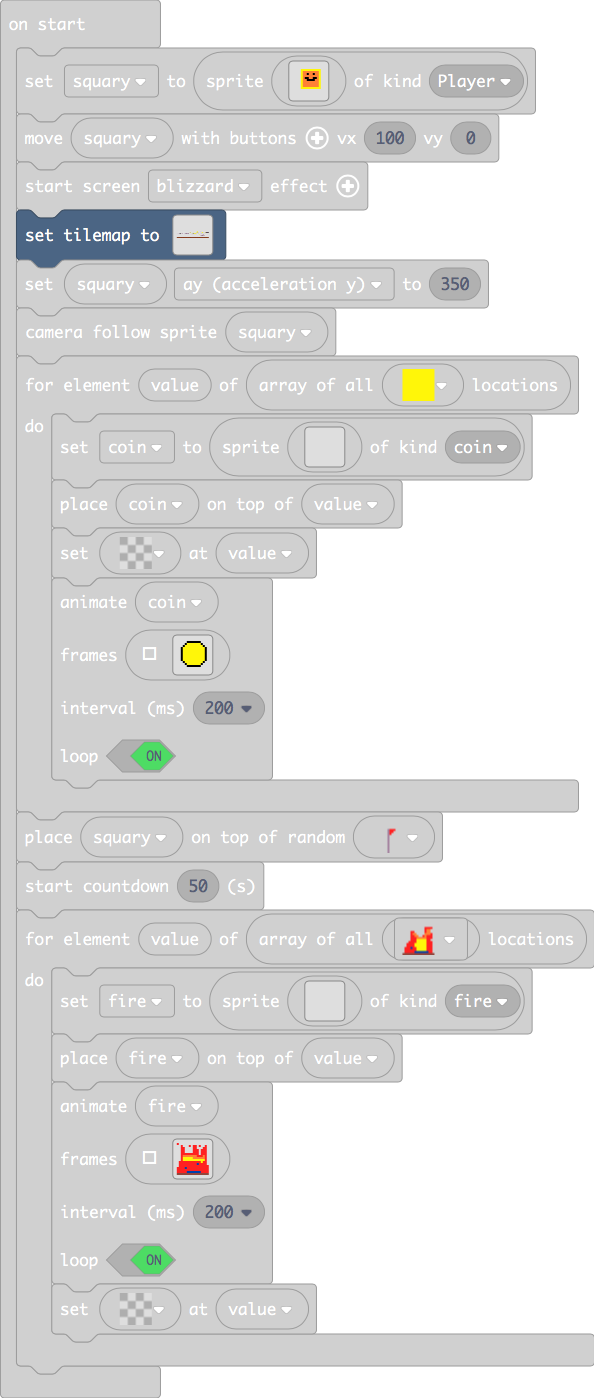 on start
set squary to sprite of kind Player
move squary with buttons vx 100 vy 0
start screen blizzard effect
set tilemap to
set squary ay (acceleration y) to 350
camera follow sprite squary
for element value of array of all locations
do
set coin to sprite of kind coin
place coin on top of value
set at value
animate coin
frames
interval (ms) 200
loop ON
place squary on top of random
start countdown 50 (s)
for element value of array of all locations
do
set fire to sprite of kind fire
place fire on top of value
animate fire
frames
interval (ms) 200
loop ON
set at value